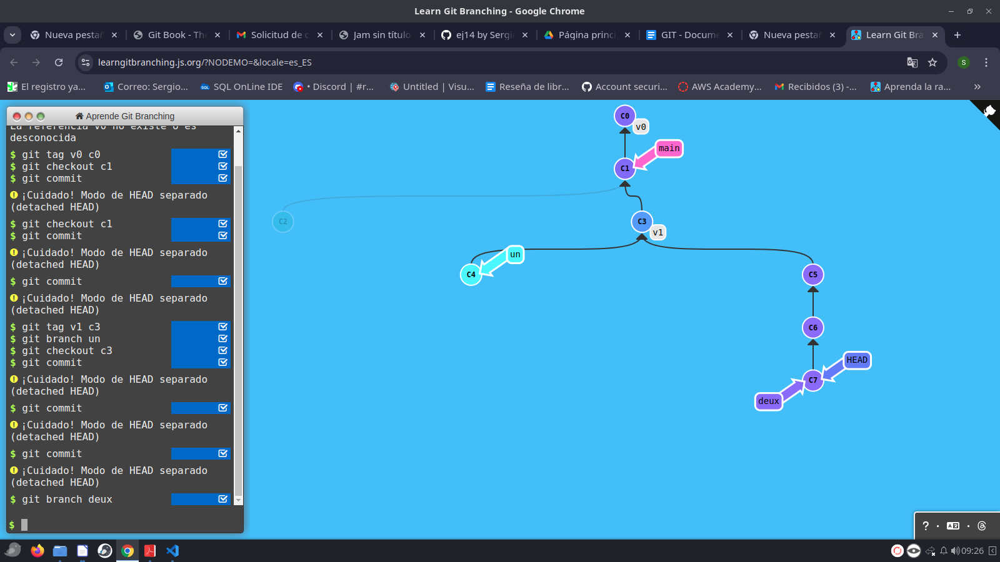 Learn Git Branching - Google Chrome
Nueva pestañ
Git Book - Th
Solicitud de c
Jam sin título
ej14 by Sergi
Página princi
GIT - Docume
Nueva pestañ
Learn Git Bra
learngitbranching.js.org/?NODEMO=&locale=es_ES
S
El registro ya...
Correo: Sergio...
SQL OnLine IDE
• Discord | #r...
Untitled | Visu...
Reseña de libr...
Account securi...
AWS Academy...
Recibidos (3) -...
Aprenda la ra...
»
Aprende Git Branching
La referencia v0 no existe o es
desconocida
$ git tag v0 c0
$ git checkout c1
$ git commit
¡Cuidado! Modo de HEAD separado
(detached HEAD)
$ git checkout c1
$ git commit
¡Cuidado! Modo de HEAD separado
(detached HEAD)
$ git commit
¡Cuidado! Modo de HEAD separado
(detached HEAD)
$ git tag v1 c3
$ git branch un
$ git checkout c3
$ git commit
¡Cuidado! Modo de HEAD separado
(detached HEAD)
$ git commit
¡Cuidado! Modo de HEAD separado
(detached HEAD)
$ git commit
¡Cuidado! Modo de HEAD separado
(detached HEAD)
$ git branch deux
$
C0
v0
main
C1
C2
C3
v1
un
C4
C5
C6
HEAD
C7
deux
? · ·
09:26